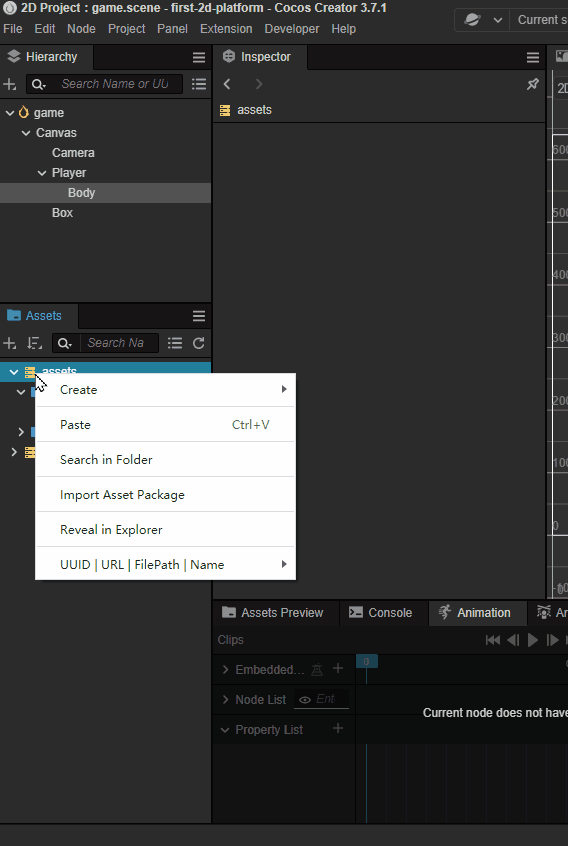 2D Project : game.scene - first-2d-platform - Cocos Creator 3.7.1
File Edit Node Project Panel Extension Developer Help
Current s
Hierarchy
Inspector
Search Name or UU
assets
game
Canvas
Camera
Player
Body
Box
Assets
Search Na
assets
Create
Paste Ctrl+V
Search in Folder
Import Asset Package
Reveal in Explorer
UUID | URL | FilePath | Name
2D
600
500
400
300
200
100
0
Assets Preview
Console
Animation
An
Clips
0
Embedded...
Node List
Ent
Property List
Current node does not have